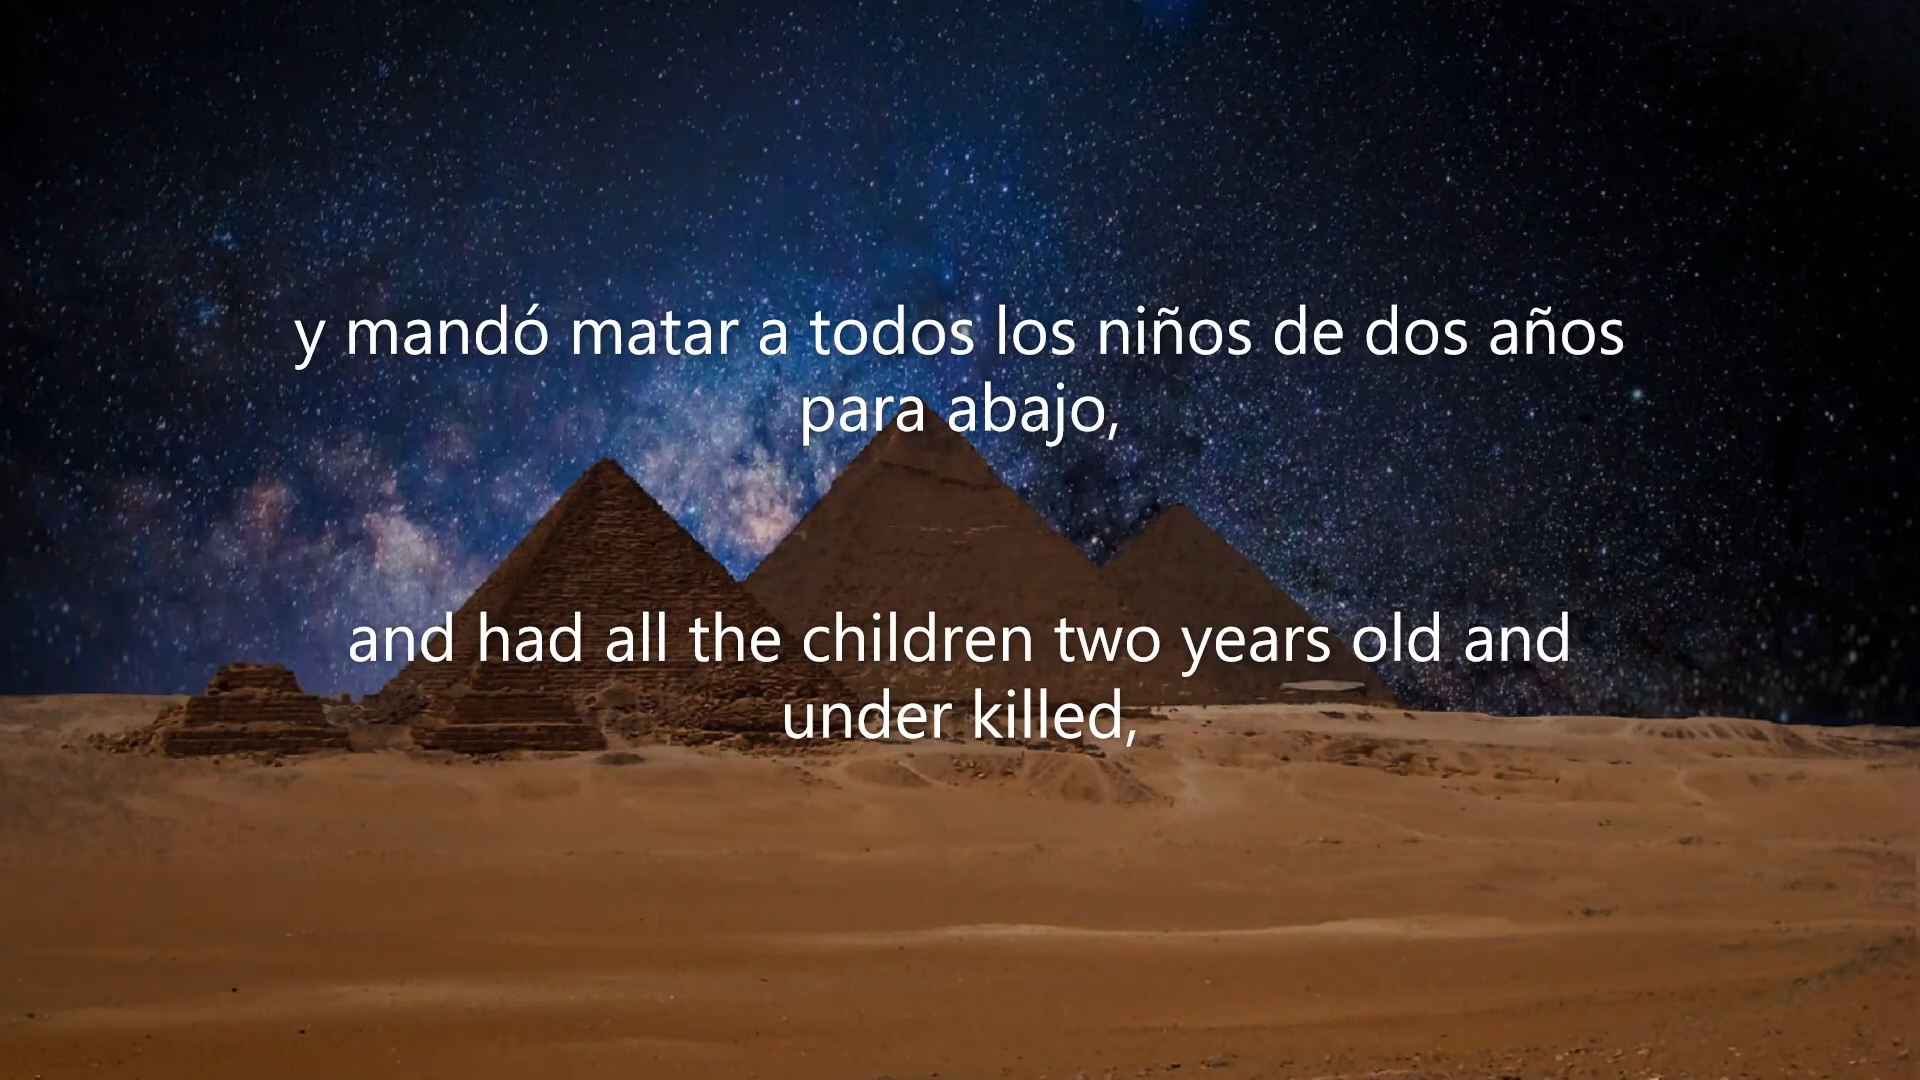 y mandó matar a todos los niños de dos años
para abajo,
and had all the children two years old and
under killed,